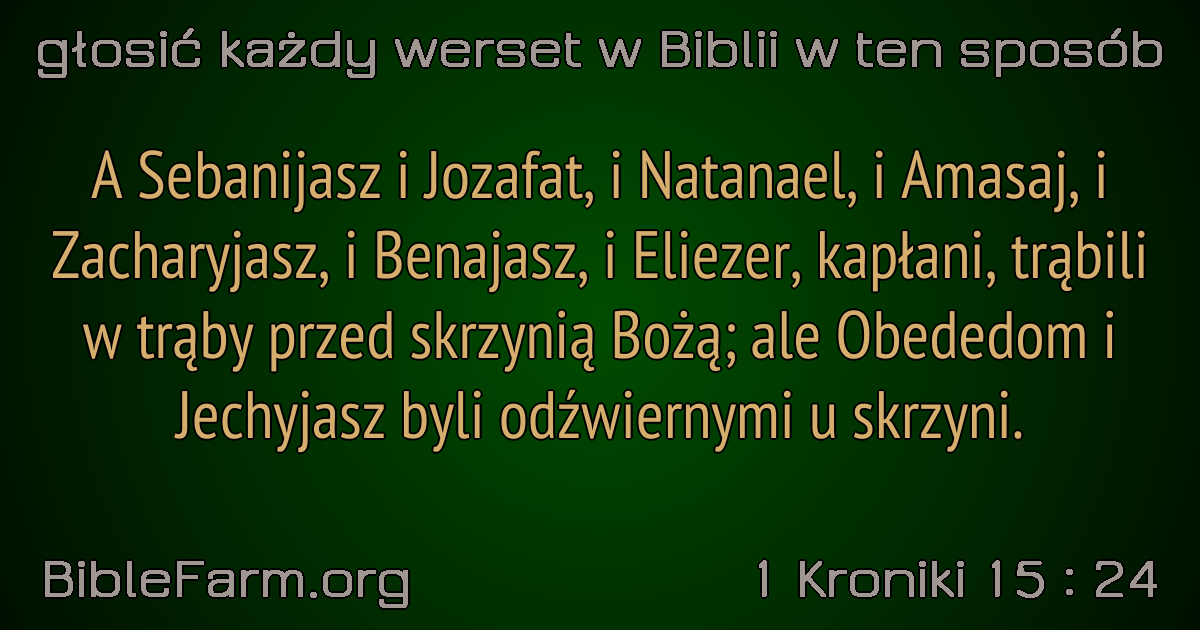 głosić każdy werset w Biblii w ten sposób
A Sebanijasz i Jozafat, i Natanael, i Amasaj, i
Zacharyjasz, i Benajasz, i Eliezer, kapłani, trąbili
w trąby przed skrzynią Bożą; ale Obededom i
Jechyjasz byli odźwiernymi u skrzyni.
BibleFarm.org
1 Kroniki 15 : 24